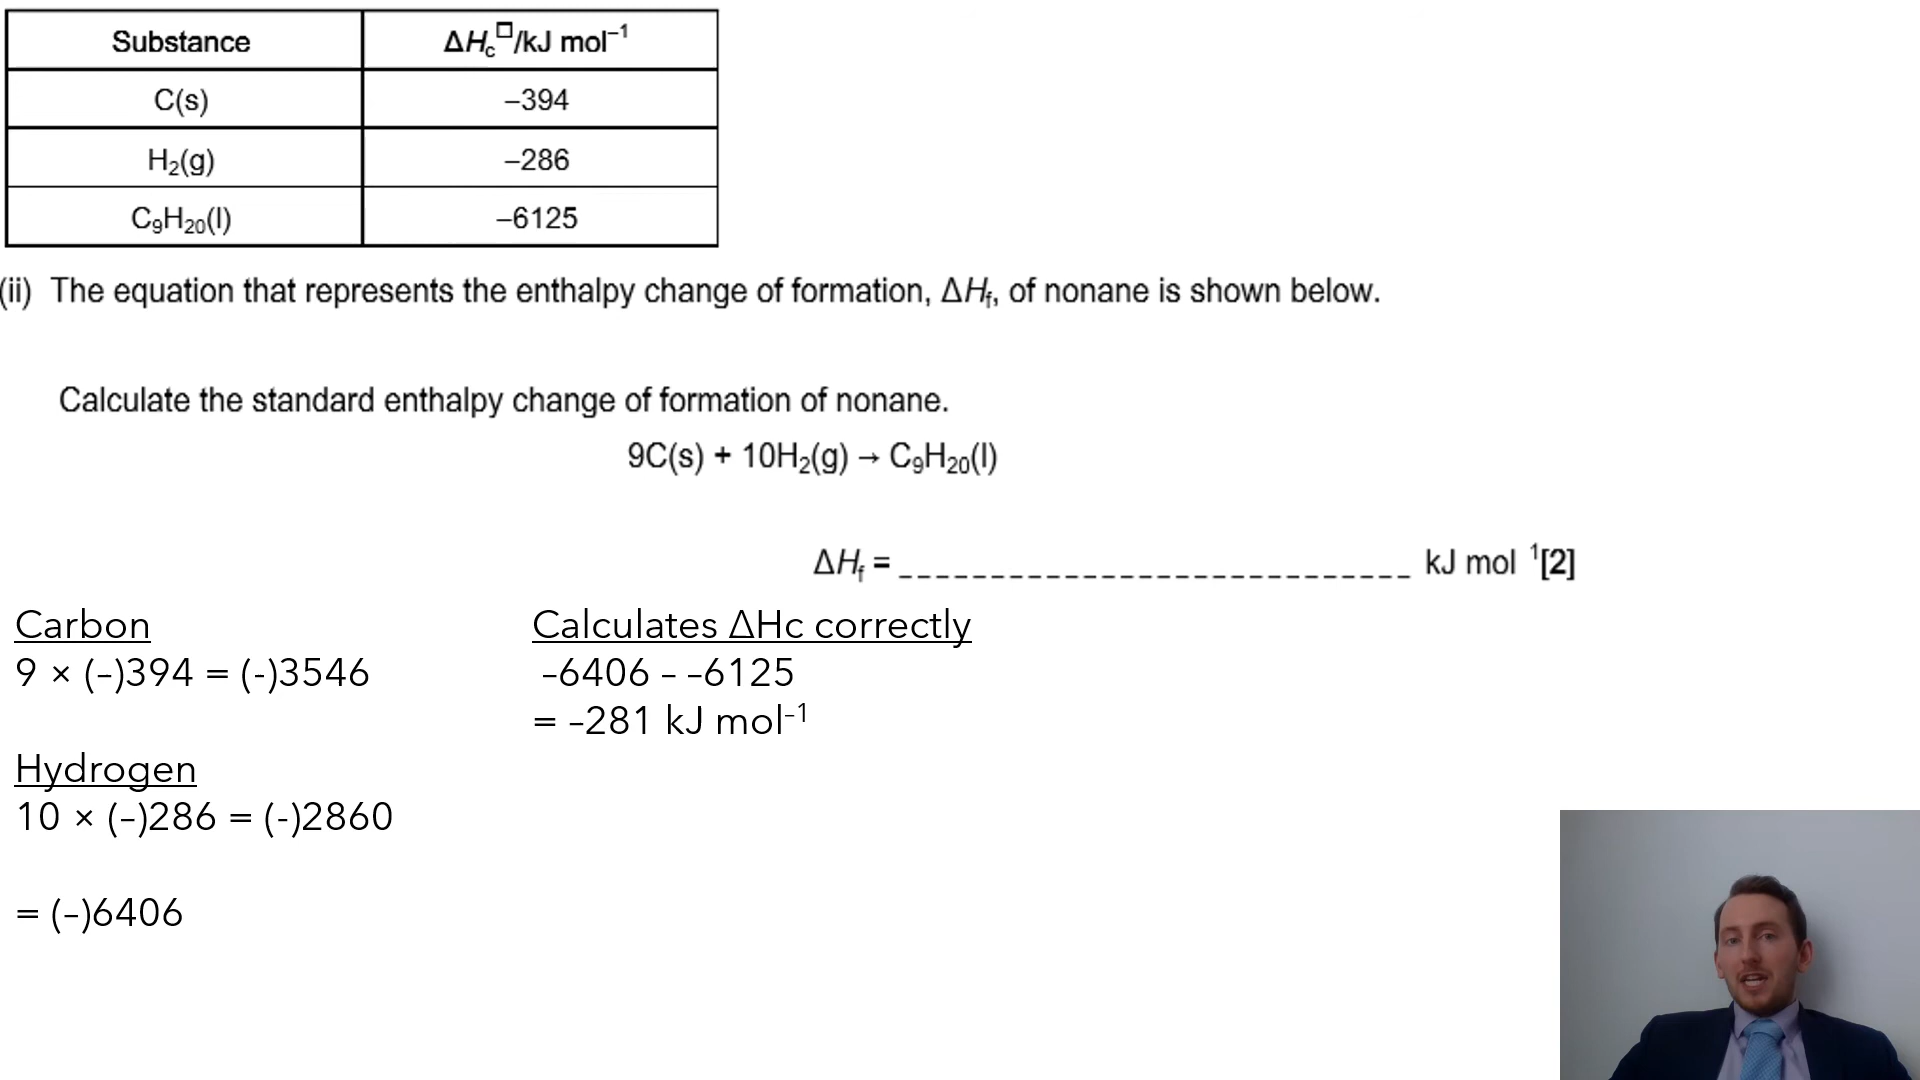 Substance ΔHc⊖/kJ mol⁻¹
C(s) –394
H₂(g) –286
C₉H₂₀(l) –6125
(ii) The equation that represents the enthalpy change of formation, ΔHf, of nonane is shown below.
Calculate the standard enthalpy change of formation of nonane.
9C(s) + 10H₂(g) → C₉H₂₀(l)
ΔHf = ____________________________ kJ mol ¹[2]
Carbon
9 × (–)394 = (-)3546
Hydrogen
10 × (–)286 = (-)2860
= (–)6406
Calculates ΔHc correctly
–6406 – –6125
= –281 kJ mol⁻¹